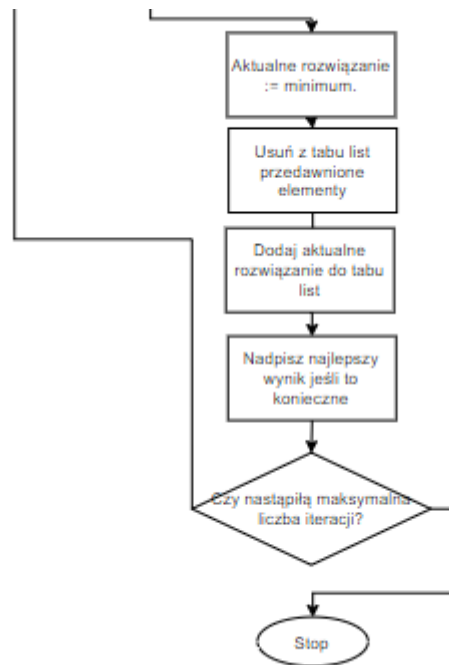 Aktualne rozwiązanie
:= minimum.
Usuń z tabu list
przedawnione
elementy
Dodaj aktualne
rozwiązanie do tabu
list
Nadpisz najlepszy
wynik jeśli to
konieczne
Czy nastąpiłą maksymalna
liczba iteracji?
Stop